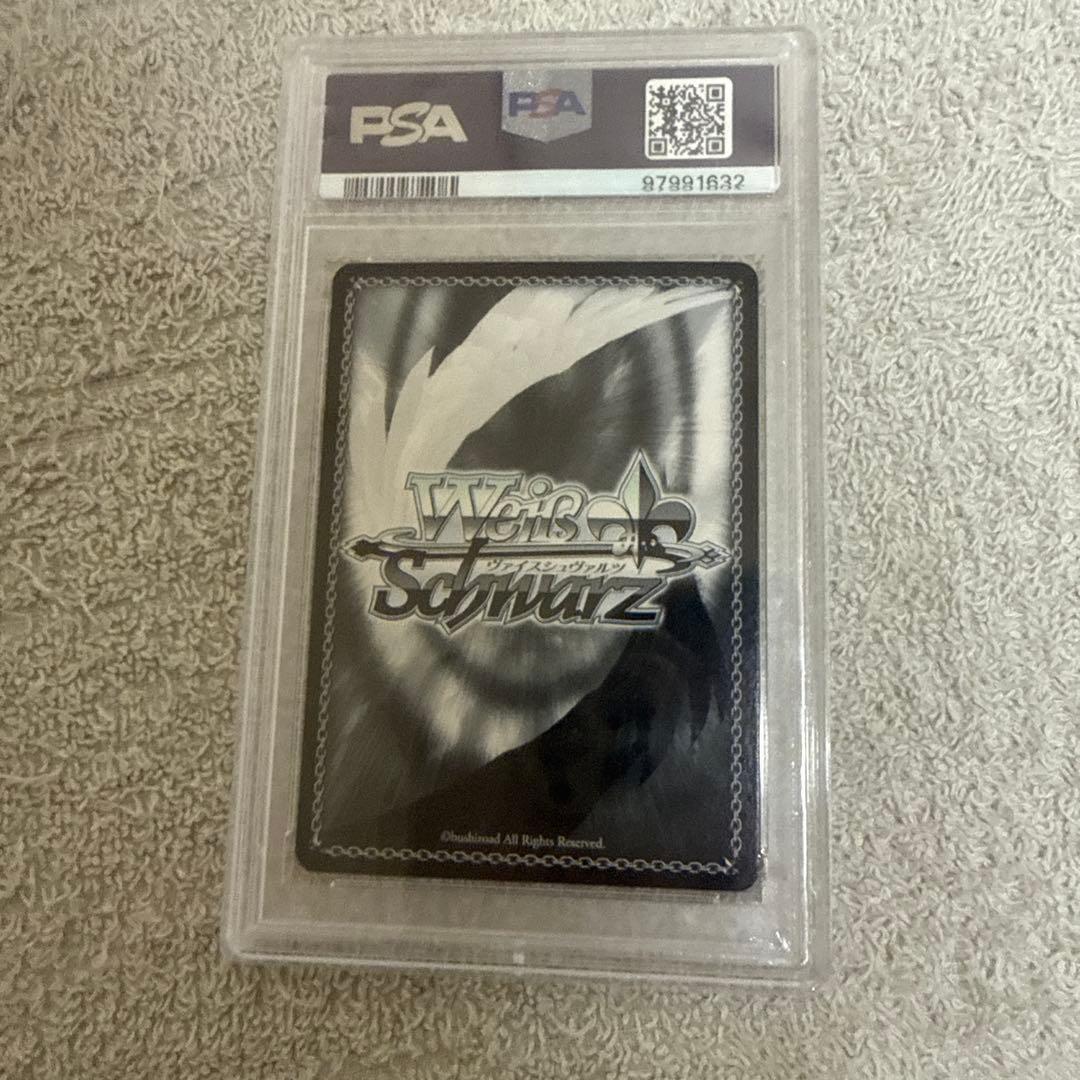 PSA
PSA
97991632
Weiß
ヴァイスシュヴァルツ
Schwarz
©bushiroad All Rights Reserved.